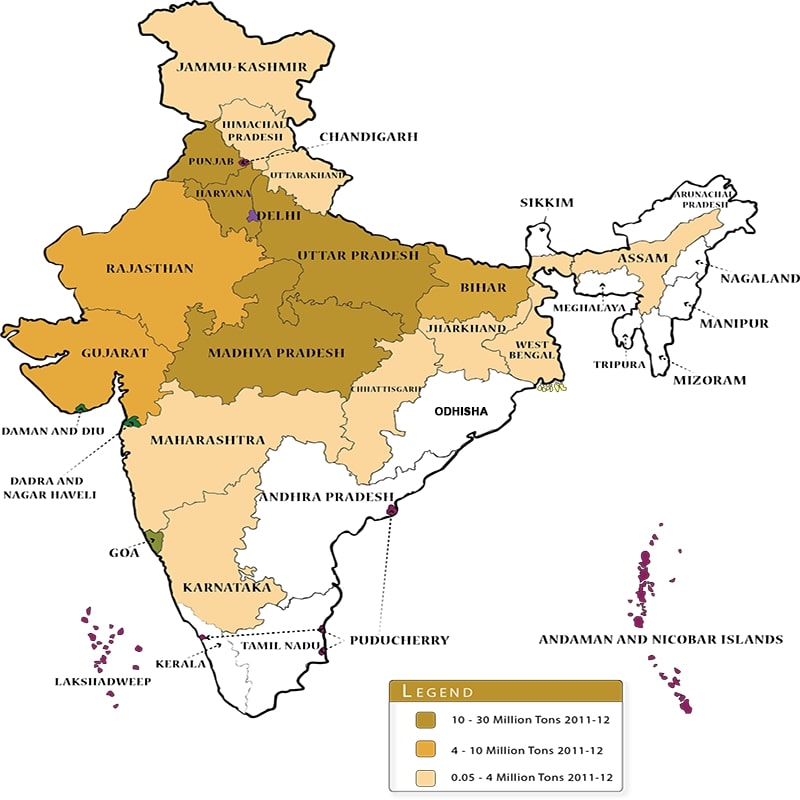 JAMMU-KASHMIR
HIMACHAL
PRADESH
CHANDIGARH
PUNJAB
UTTARAKHAND
HARYANA
ARUNACHAL
PRADESH
SIKKIM
DELHI
UTTAR PRADESH
ASSAM
RAJASTHAN
NAGALAND
BIHAR
MEGHALAYA
MANIPUR
JHARKHAND
GUJARAT
MADHYA PRADESH
WEST
BENGAL
TRIPURA
MIZORAM
CHHATTISGARH
ODHISHA
DAMAN AND DIU
MAHARASHTRA
DADRA AND
NAGAR HAVELI
ANDHRA PRADESH
GOA
KARNATAKA
PUDUCHERRY
ANDAMAN AND NICOBAR ISLANDS
TAMIL NADU
KERALA
LAKSHADWEEP
LEGEND
10 - 30 Million Tons 2011-12
4 - 10 Million Tons 2011-12
0.05 - 4 Million Tons 2011-12